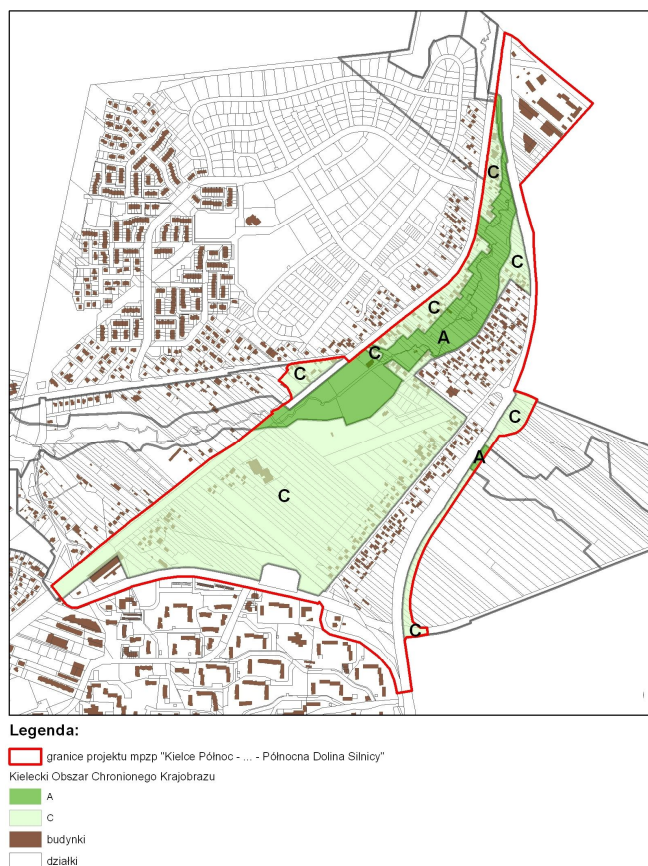 C
C
C
A
C
C
C
A
C
C
Legenda:
granice projektu mpzp "Kielce Północ - ... - Północna Dolina Silnicy"
Kielecki Obszar Chronionego Krajobrazu
A
C
budynki
działki